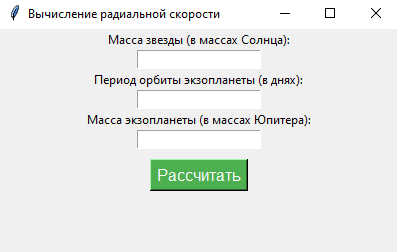 Вычисление радиальной скорости
Масса звезды (в массах Солнца):
Период орбиты экзопланеты (в днях):
Масса экзопланеты (в массах Юпитера):
Рассчитать